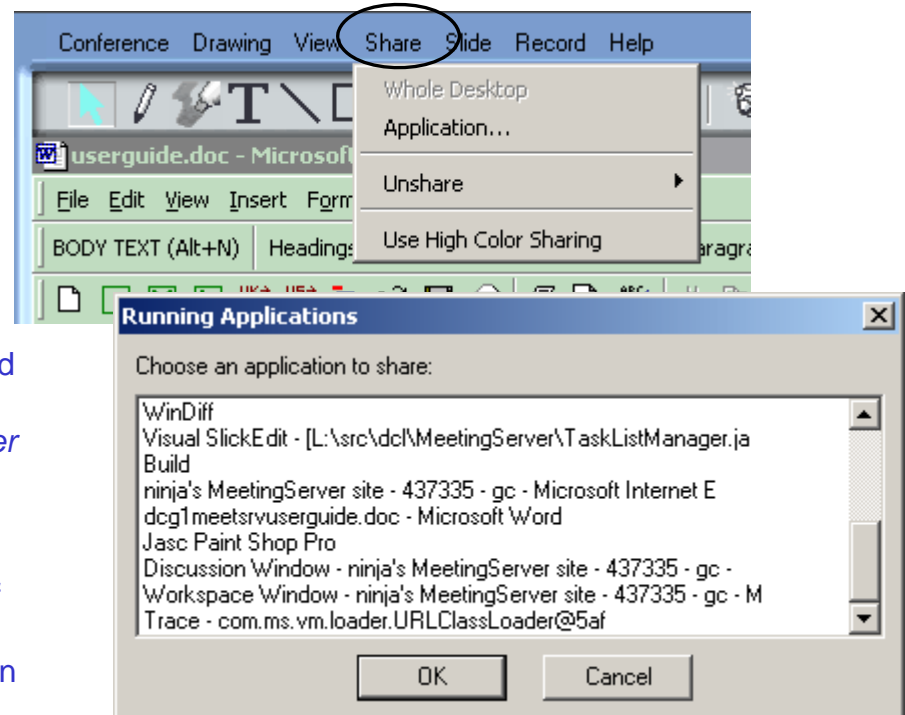 Conference Drawing View Share Slide Record Help
Whole Desktop
Application...
userguide.doc - Microsoft
Unshare
File Edit View Insert Form
Use High Color Sharing
BODY TEXT (Alt+N) Headings
aragra
Running Applications
Choose an application to share:
WinDiff
Visual SlickEdit - [L:\src\dcl\MeetingServer\TaskListManager.ja
Build
ninja's MeetingServer site - 437335 - gc - Microsoft Internet E
dcg1meetsrvuserguide.doc - Microsoft Word
Jasc Paint Shop Pro
Discussion Window - ninja's MeetingServer site - 437335 - gc -
Workspace Window - ninja's MeetingServer site - 437335 - gc - M
Trace - com.ms.vm.loader.URLClassLoader@5af
OK Cancel